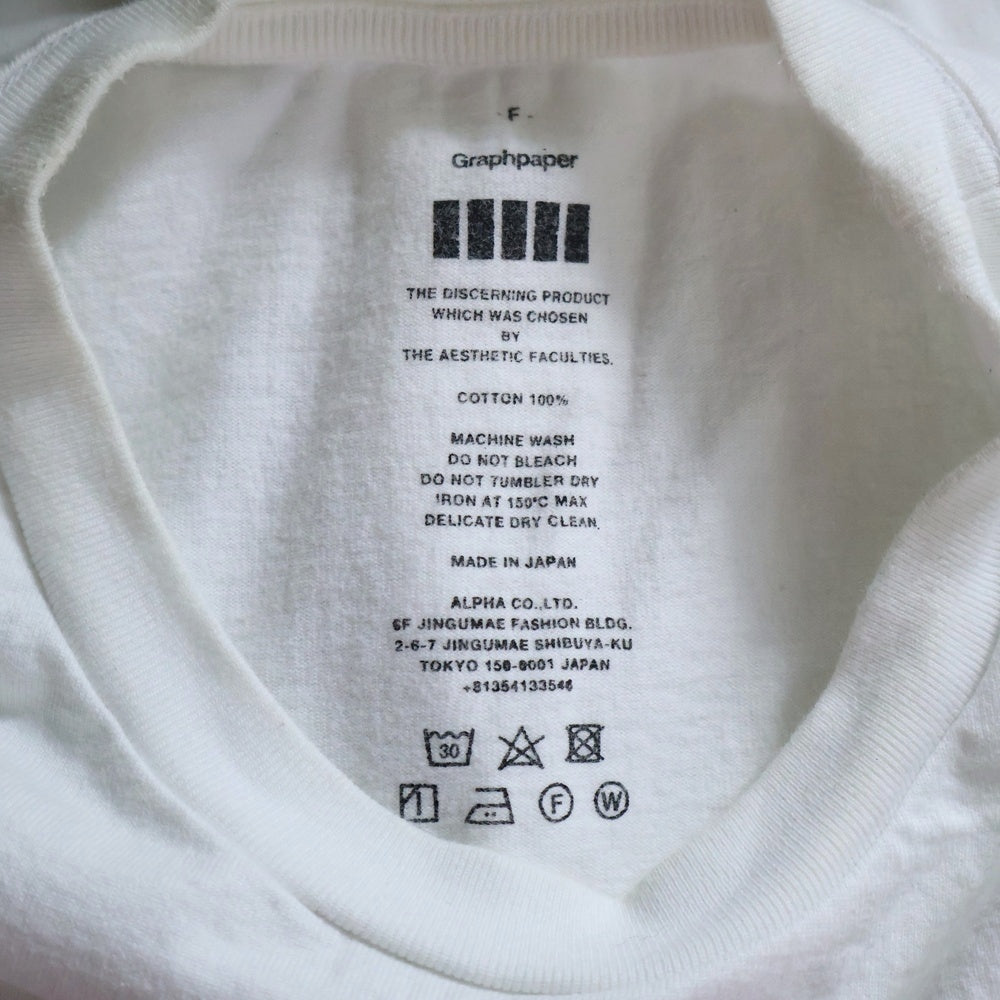 - F -
Graphpaper
THE DISCERNING PRODUCT
WHICH WAS CHOSEN
BY
THE AESTHETIC FACULTIES.
COTTON 100%
MACHINE WASH
DO NOT BLEACH
DO NOT TUMBLER DRY
IRON AT 150°C MAX
DELICATE DRY CLEAN.
MADE IN JAPAN
ALPHA CO.,LTD.
6F JINGUMAE FASHION BLDG.
2-6-7 JINGUMAE SHIBUYA-KU
TOKYO 150-0001 JAPAN
+81354133546
30
F W